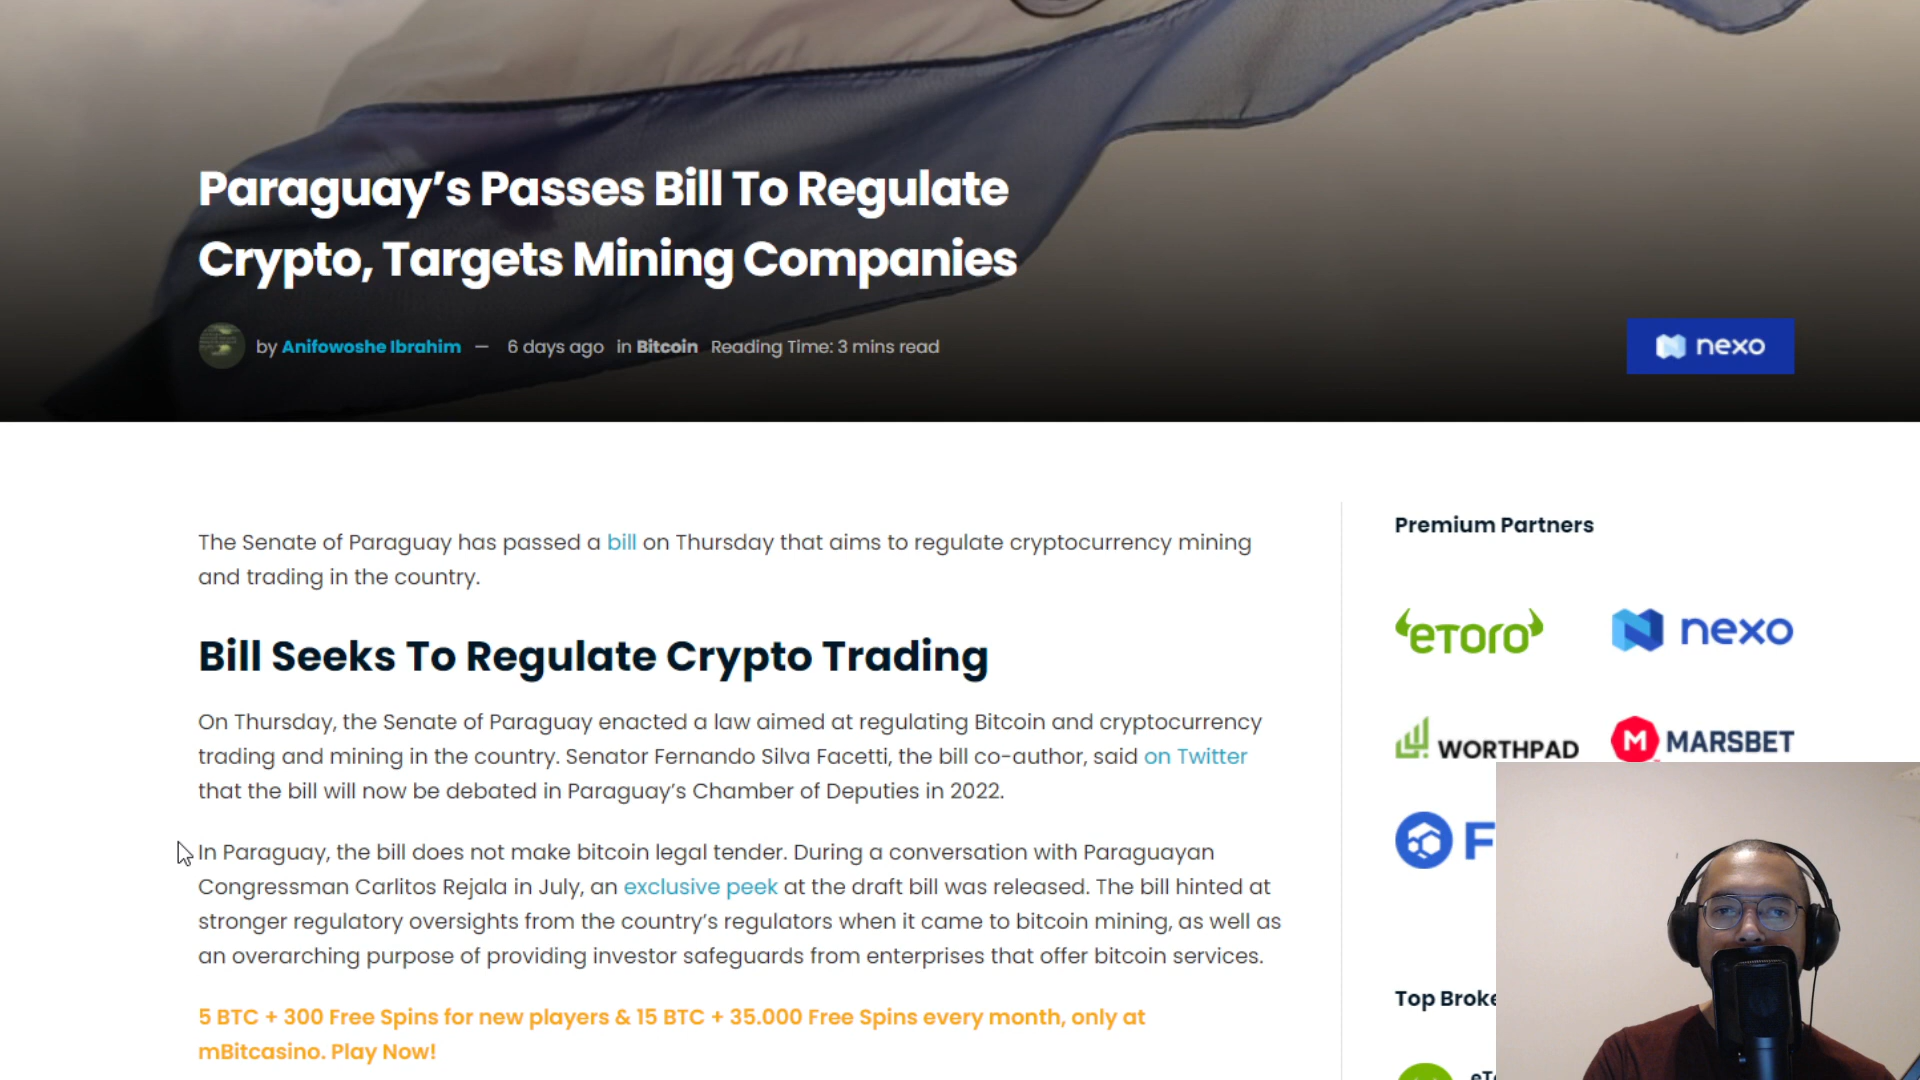 Paraguay’s Passes Bill To Regulate
Crypto, Targets Mining Companies
by Anifowoshe Ibrahim — 6 days ago in Bitcoin Reading Time: 3 mins read
nexo
The Senate of Paraguay has passed a bill on Thursday that aims to regulate cryptocurrency mining
and trading in the country.
Bill Seeks To Regulate Crypto Trading
On Thursday, the Senate of Paraguay enacted a law aimed at regulating Bitcoin and cryptocurrency
trading and mining in the country. Senator Fernando Silva Facetti, the bill co-author, said on Twitter
that the bill will now be debated in Paraguay’s Chamber of Deputies in 2022.
In Paraguay, the bill does not make bitcoin legal tender. During a conversation with Paraguayan
Congressman Carlitos Rejala in July, an exclusive peek at the draft bill was released. The bill hinted at
stronger regulatory oversights from the country’s regulators when it came to bitcoin mining, as well as
an overarching purpose of providing investor safeguards from enterprises that offer bitcoin services.
5 BTC + 300 Free Spins for new players & 15 BTC + 35.000 Free Spins every month, only at
mBitcasino. Play Now!
Premium Partners
eToro nexo
WORTHPAD M MARSBET
F
Top Broke